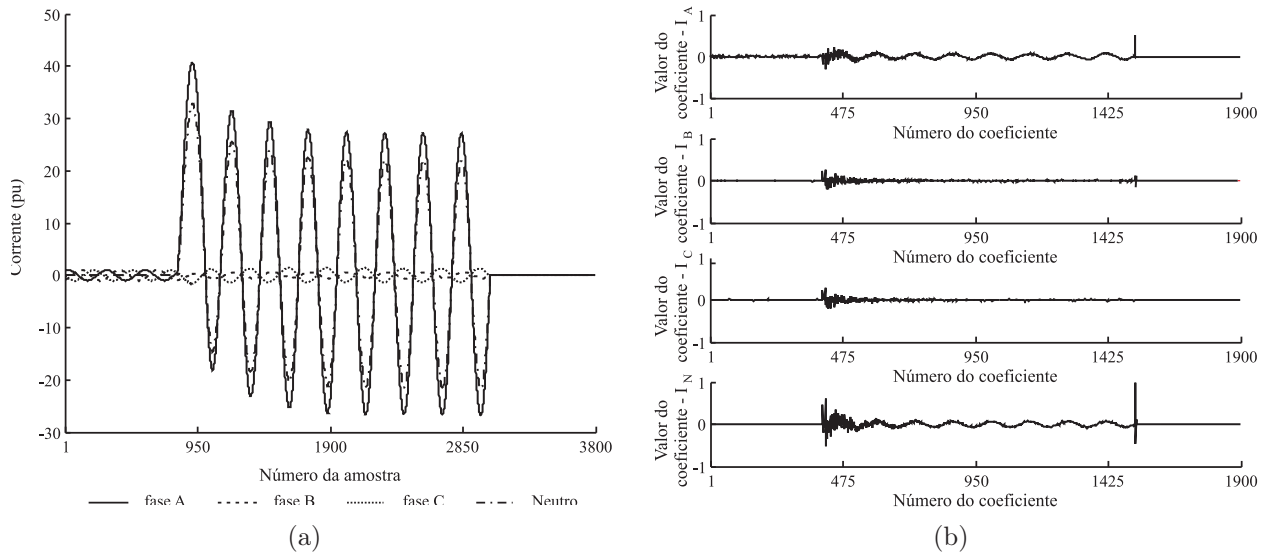 50
40
30
20
10
0
-10
-20
-30
Corrente (pu)
1 950 1900 2850 3800
Número da amostra
fase A fase B fase C Neutro
(a)
Valor do
coeficiente - I A
1
0
-1
1 475 950 1425 1900
Número do coeficiente
Valor do
coeficiente - I B
1
0
-1
1 475 950 1425 1900
Número do coeficiente
Valor do
coeficiente - I C
1
0
-1
1 475 950 1425 1900
Número do coeficiente
Valor do
coeficiente - I N
1
0
-1
1 475 950 1425 1900
Número do coeficiente
(b)